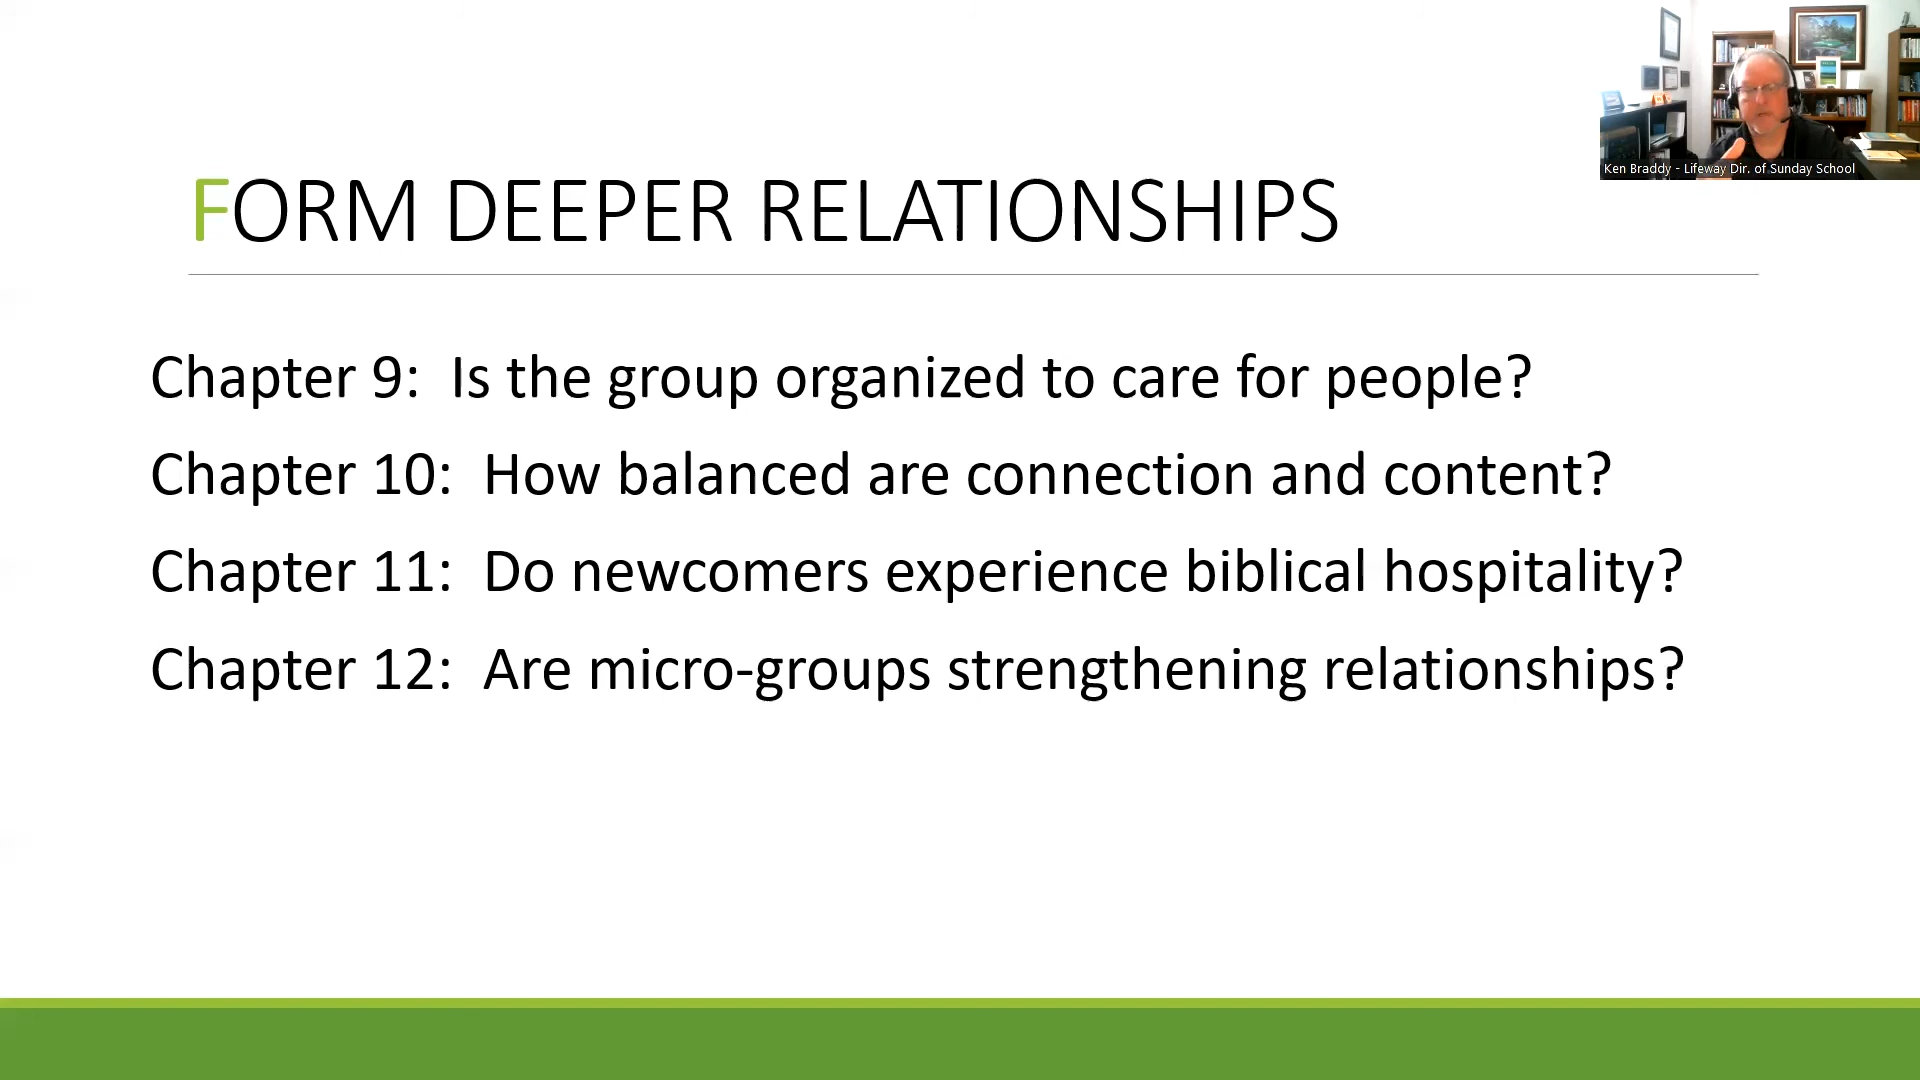 Ken Braddy - Lifeway Dir. of Sunday School
FORM DEEPER RELATIONSHIPS
Chapter 9:  Is the group organized to care for people?
Chapter 10:  How balanced are connection and content?
Chapter 11:  Do newcomers experience biblical hospitality?
Chapter 12:  Are micro-groups strengthening relationships?